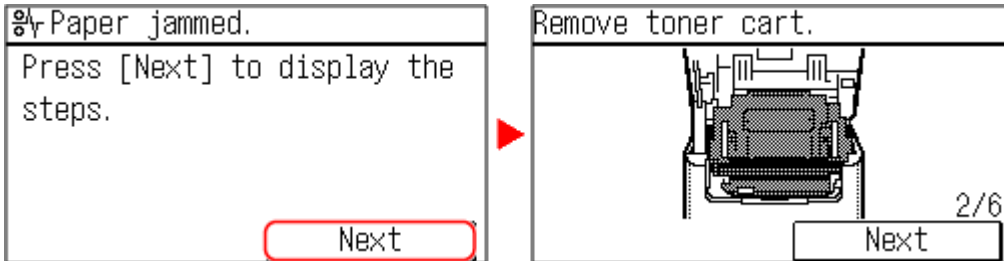 Paper jammed.
Press [Next] to display the
steps.
Next
Remove toner cart.
2/6
Next